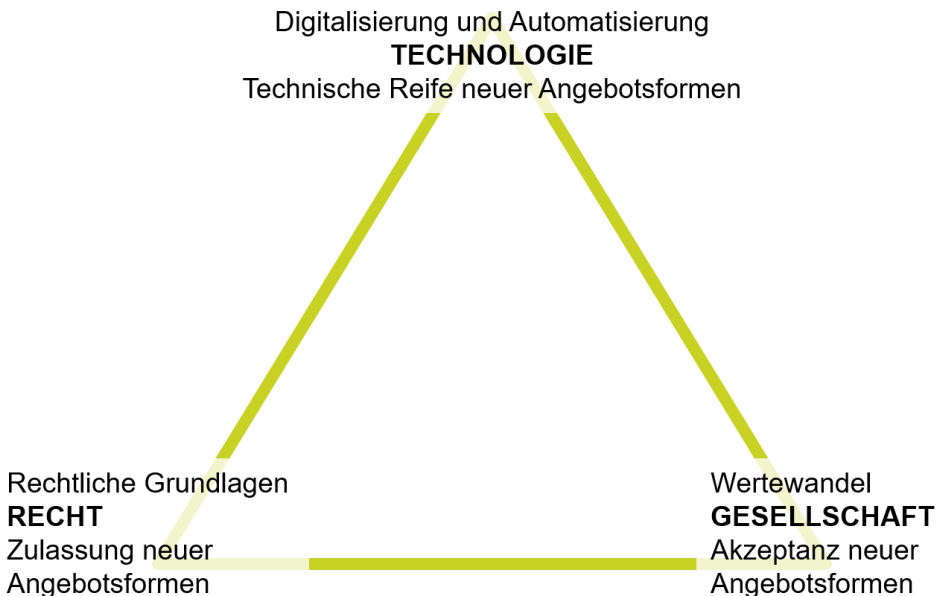 Digitalisierung und Automatisierung
TECHNOLOGIE
Technische Reife neuer Angebotsformen
Rechtliche Grundlagen
RECHT
Zulassung neuer
Angebotsformen
Wertewandel
GESELLSCHAFT
Akzeptanz neuer
Angebotsformen